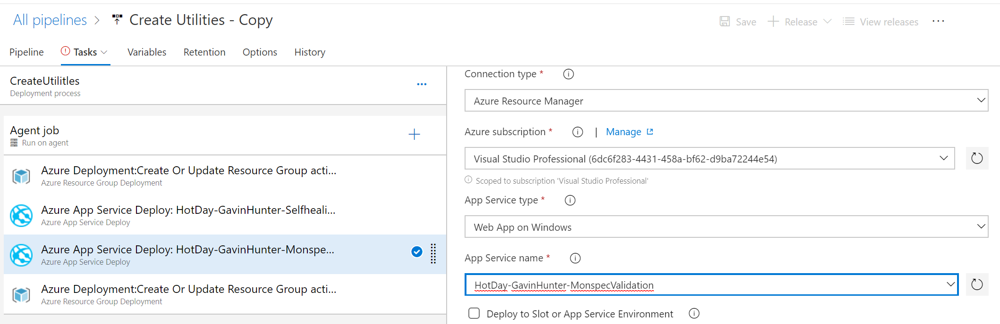 All pipelines > Create Utilities - Copy
Save + Release View releases ...
Pipeline Tasks Variables Retention Options History
CreateUtilitles
Deployment process
Agent job
Run on agent
Azure Deployment:Create Or Update Resource Group acti...
Azure Resource Group Deployment
Azure App Service Deploy: HotDay-GavinHunter-Selfheali...
Azure App Service Deploy
Azure App Service Deploy: HotDay-GavinHunter-Monspe...
Azure App Service Deploy
Azure Deployment:Create Or Update Resource Group acti...
Azure Resource Group Deployment
Connection type *
Azure Resource Manager
Azure subscription * | Manage
Visual Studio Professional (6dc6f283-4431-458a-bf62-d9ba72244e54)
Scoped to subscription 'Visual Studio Professional'
App Service type *
Web App on Windows
App Service name *
HotDay-GavinHunter-MonspecValidation
Deploy to Slot or App Service Environment